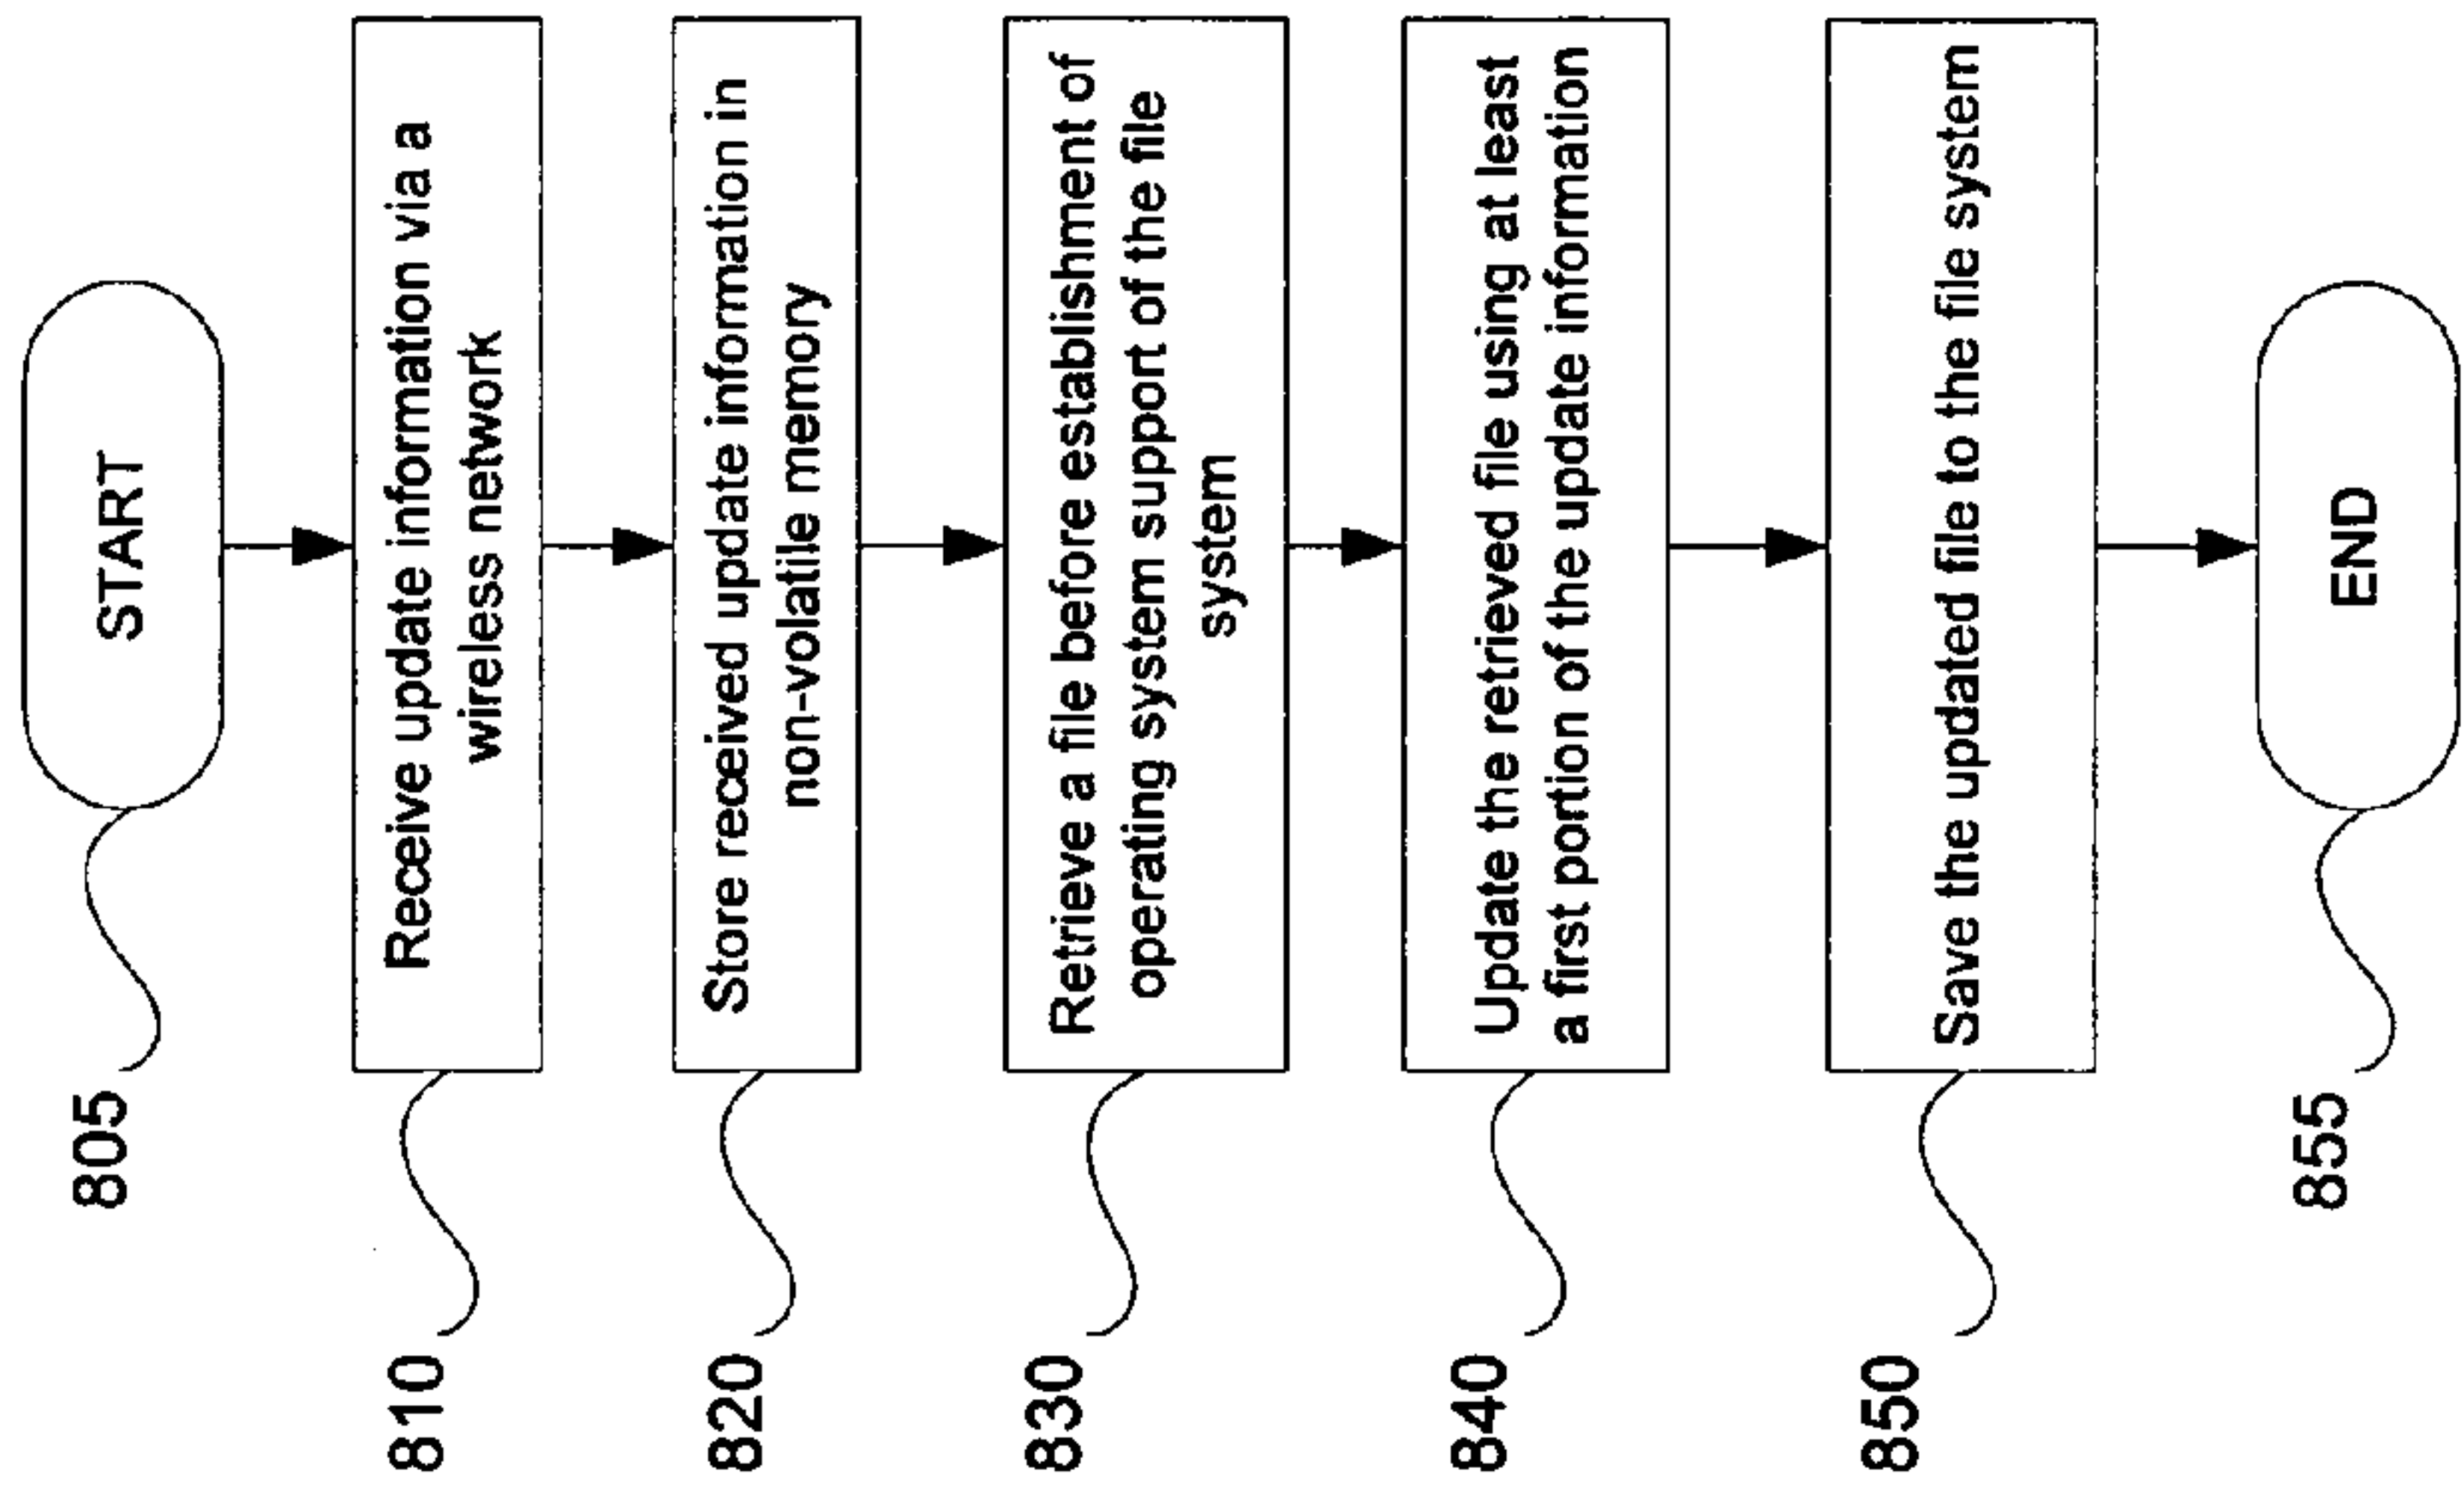 805
START
810
Receive update information via a
wireless network
820
Store received update information in
non-volatile memory
830
Retrieve a file before establishment of
operating system support of the file
system
840
Update the retrieved file using at least
a first portion of the update information
850
Save the updated file to the file system
855
END